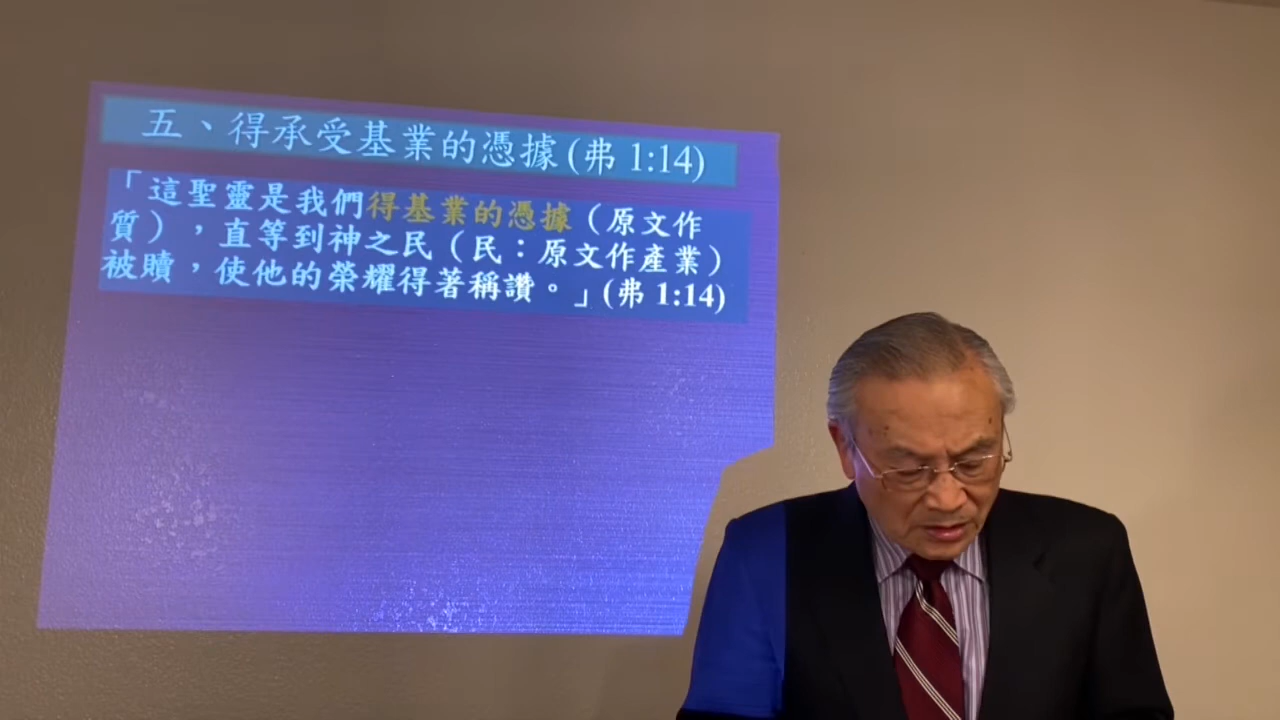 五、得承受基業的憑據(弗 1:14)
「這聖靈是我們得基業的憑據（原文作
質），直等到神之民（民：原文作產業）
被贖，使他的榮耀得著稱讚。」(弗 1:14)